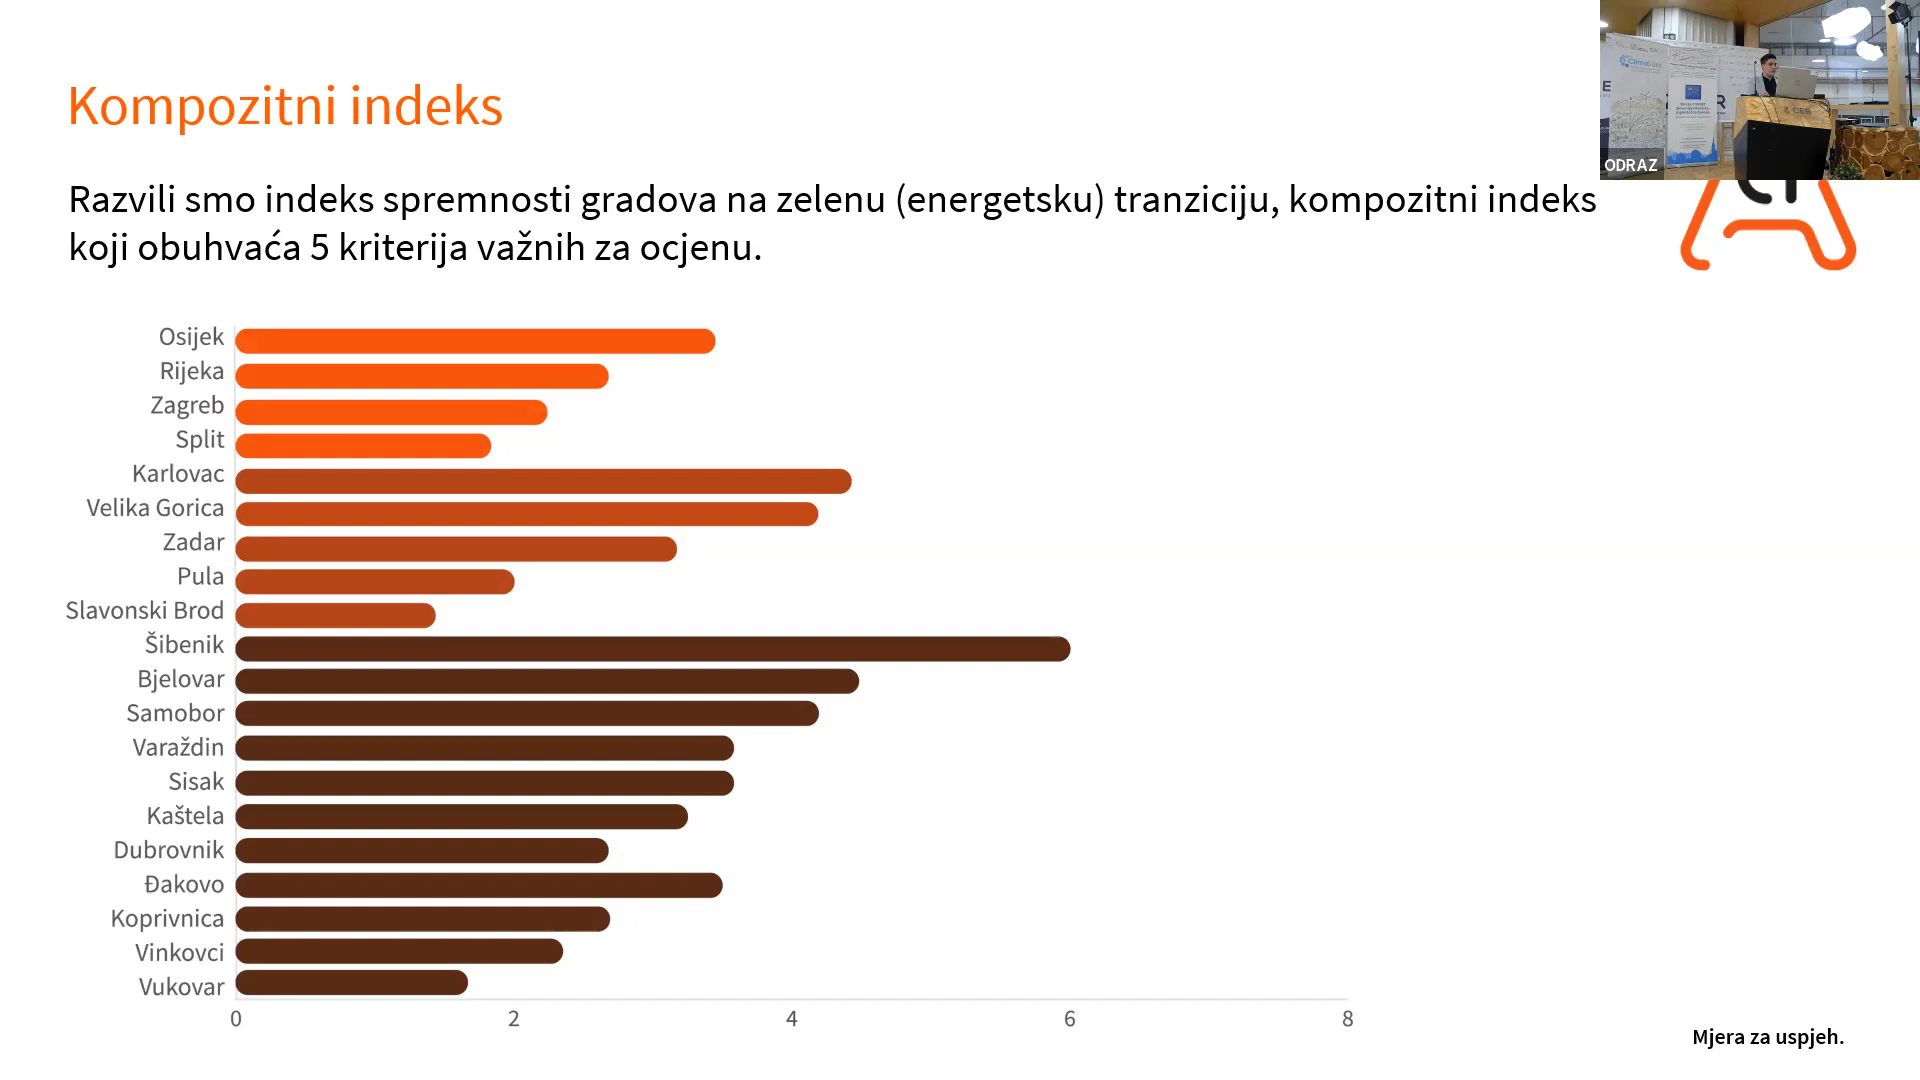 Kompozitni indeks
Razvili smo indeks spremnosti gradova na zelenu (energetsku) tranziciju, kompozitni indeks
koji obuhvaća 5 kriterija važnih za ocjenu.
ODRAZ
Osijek
Rijeka
Zagreb
Split
Karlovac
Velika Gorica
Zadar
Pula
Slavonski Brod
Šibenik
Bjelovar
Samobor
Varaždin
Sisak
Kaštela
Dubrovnik
Đakovo
Koprivnica
Vinkovci
Vukovar
0 2 4 6 8
Mjera za uspjeh.